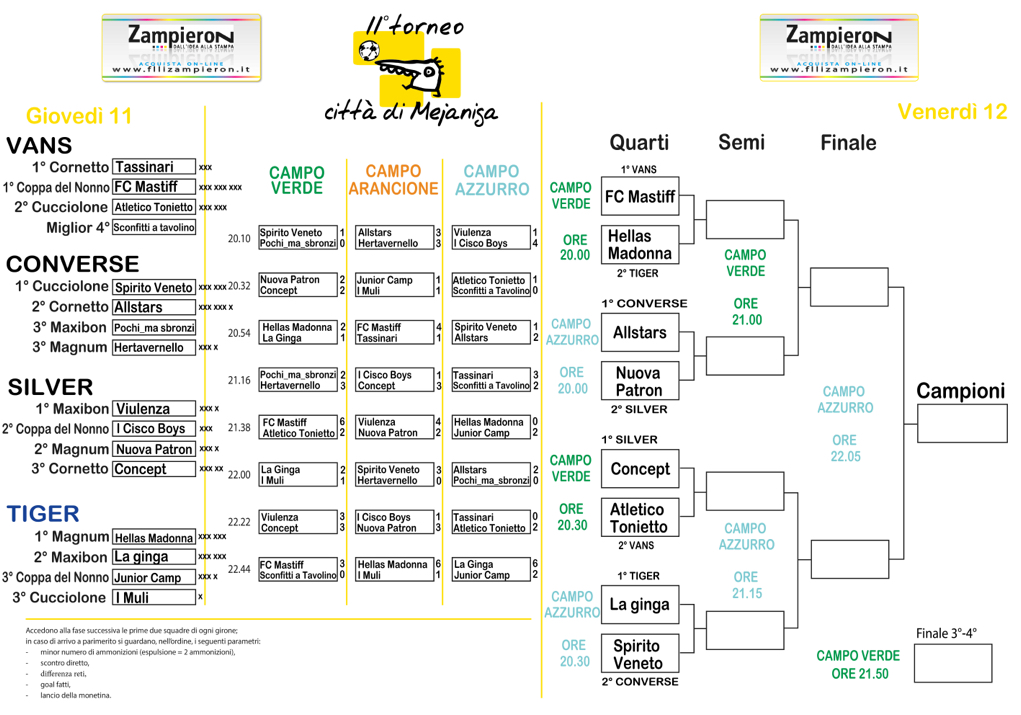 Zampieron
DALL'IDEA ALLA STAMPA
ACQUISTA ON-LINE
www.fllizampieron.it
11° torneo
città di Mejaniga
Zampieron
DALL'IDEA ALLA STAMPA
ACQUISTA ON-LINE
www.fllizampieron.it
Giovedì 11
VANS
1° Cornetto Tassinari xxx
1° Coppa del Nonno FC Mastiff xxx xxx xxx
2° Cucciolone Atletico Tonietto xxx xxx
Miglior 4° Sconfitti a tavolino
CONVERSE
1° Cucciolone Spirito Veneto xxx xxx
2° Cornetto Allstars xxx xxx x
3° Maxibon Pochi_ma sbronzi
3° Magnum Hertavernello xxx x
SILVER
1° Maxibon Viulenza xxx x
2° Coppa del Nonno I Cisco Boys xxx
2° Magnum Nuova Patron xxx x
3° Cornetto Concept xxx xx
TIGER
1° Magnum Hellas Madonna xxx xxx
2° Maxibon La ginga xxx xxx
3° Coppa del Nonno Junior Camp xxx x
3° Cucciolone I Muli x
CAMPO VERDE CAMPO ARANCIONE CAMPO AZZURRO
20.10 Spirito Veneto 1 Allstars 3 Viulenza 1
Pochi_ma_sbronzi 0 Hertavernello 3 I Cisco Boys 4
20.32 Nuova Patron 2 Junior Camp 1 Atletico Tonietto 1
Concept 2 I Muli 1 Sconfitti a Tavolino 0
20.54 Hellas Madonna 2 FC Mastiff 4 Spirito Veneto 1
La Ginga 1 Tassinari 1 Allstars 2
21.16 Pochi_ma_sbronzi 2 I Cisco Boys 1 Tassinari 3
Hertavernello 3 Concept 3 Sconfitti a Tavolino 2
21.38 FC Mastiff 6 Viulenza 4 Hellas Madonna 0
Atletico Tonietto 2 Nuova Patron 2 Junior Camp 2
22.00 La Ginga 2 Spirito Veneto 3 Allstars 2
I Muli 1 Hertavernello 0 Pochi_ma_sbronzi 0
22.22 Viulenza 3 I Cisco Boys 1 Tassinari 0
Concept 3 Nuova Patron 3 Atletico Tonietto 2
22.44 FC Mastiff 3 Hellas Madonna 6 La Ginga 6
Sconfitti a Tavolino 0 I Muli 1 Junior Camp 2
Accedono alla fase successiva le prime due squadre di ogni girone;
in caso di arrivo a parimerito si guardano, nell'ordine, i seguenti parametri:
- minor numero di ammonizioni (espulsione = 2 ammonizioni),
- scontro diretto,
- differenza reti,
- goal fatti,
- lancio della monetina.
Venerdì 12
Quarti Semi Finale
1° VANS
CAMPO VERDE
FC Mastiff
ORE 20.00
Hellas Madonna
2° TIGER
1° CONVERSE
CAMPO AZZURRO
Allstars
ORE 20.00
Nuova Patron
2° SILVER
1° SILVER
CAMPO VERDE
Concept
ORE 20.30
Atletico Tonietto
2° VANS
1° TIGER
CAMPO AZZURRO
La ginga
ORE 20.30
Spirito Veneto
2° CONVERSE
CAMPO VERDE
ORE 21.00
CAMPO AZZURRO
ORE 21.15
CAMPO AZZURRO
ORE 22.05
Campioni
Finale 3°-4°
CAMPO VERDE
ORE 21.50